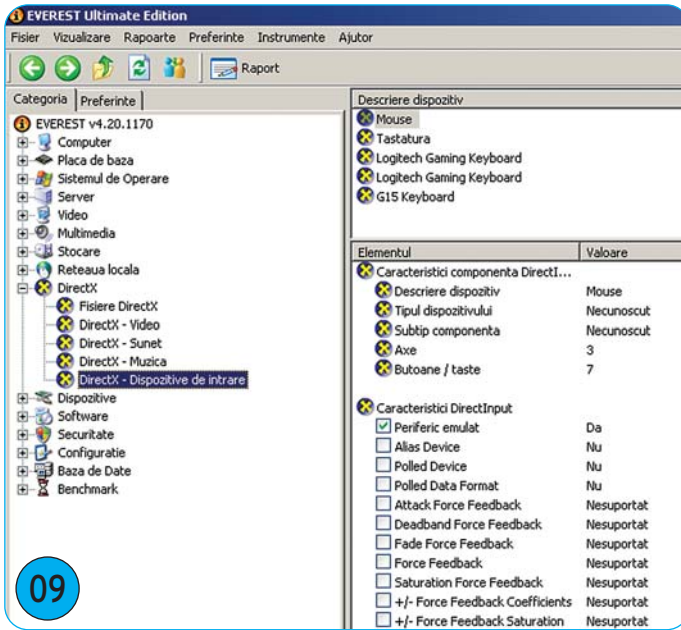 EVEREST Ultimate Edition
Fisier Vizualizare Rapoarte Preferinte Instrumente Ajutor
Raport
Categoria Preferinte
EVEREST v4.20.1170
Computer
Placa de baza
Sistemul de Operare
Server
Video
Multimedia
Stocare
Reteaua locala
DirectX
Fisiere DirectX
DirectX - Video
DirectX - Sunet
DirectX - Muzica
DirectX - Dispozitive de intrare
Dispozitive
Software
Securitate
Configuratie
Baza de Date
Benchmark
09
Descriere dispozitiv
Mouse
Tastatura
Logitech Gaming Keyboard
Logitech Gaming Keyboard
G15 Keyboard
Elementul Valoare
Caracteristici componenta DirectI...
Descriere dispozitiv Mouse
Tipul dispozitivului Necunoscut
Subtip componenta Necunoscut
Axe 3
Butoane / taste 7
Caracteristici DirectInput
Periferic emulat Da
Alias Device Nu
Polled Device Nu
Polled Data Format Nu
Attack Force Feedback Nesuportat
Deadband Force Feedback Nesuportat
Fade Force Feedback Nesuportat
Force Feedback Nesuportat
Saturation Force Feedback Nesuportat
+/- Force Feedback Coefficients Nesuportat
+/- Force Feedback Saturation Nesuportat